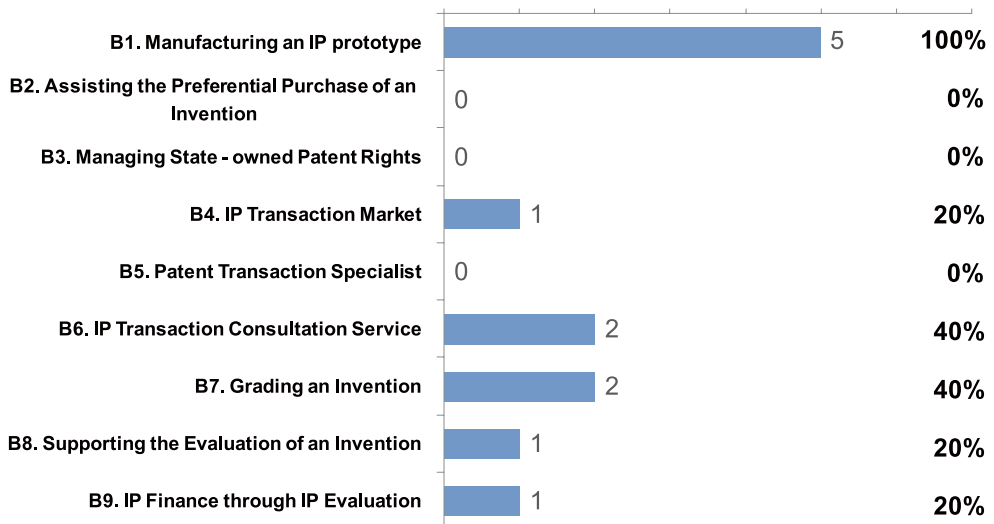 B1. Manufacturing an IP prototype 5 100%
B2. Assisting the Preferential Purchase of an
Invention 0 0%
B3. Managing State - owned Patent Rights 0 0%
B4. IP Transaction Market 1 20%
B5. Patent Transaction Specialist 0 0%
B6. IP Transaction Consultation Service 2 40%
B7. Grading an Invention 2 40%
B8. Supporting the Evaluation of an Invention 1 20%
B9. IP Finance through IP Evaluation 1 20%